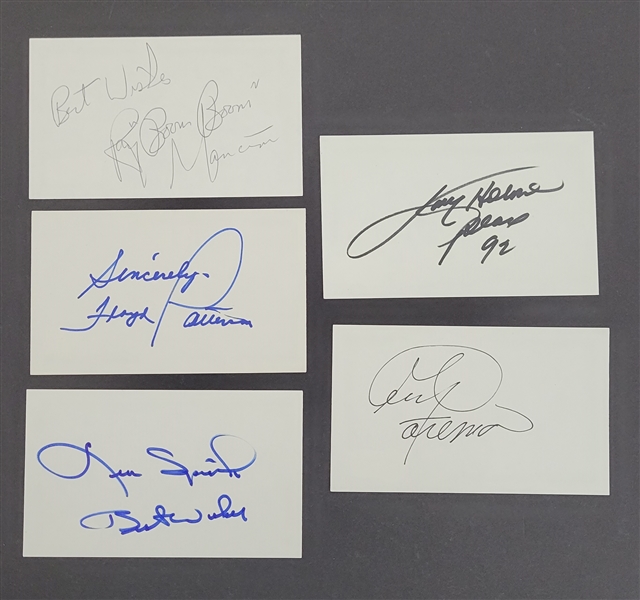 Best Wishes
Ray "Boom Boom"
Mancini
Sincerely-
Floyd Patterson
Leon Spinks
Best Wishes
Larry Holmes
Peace
92